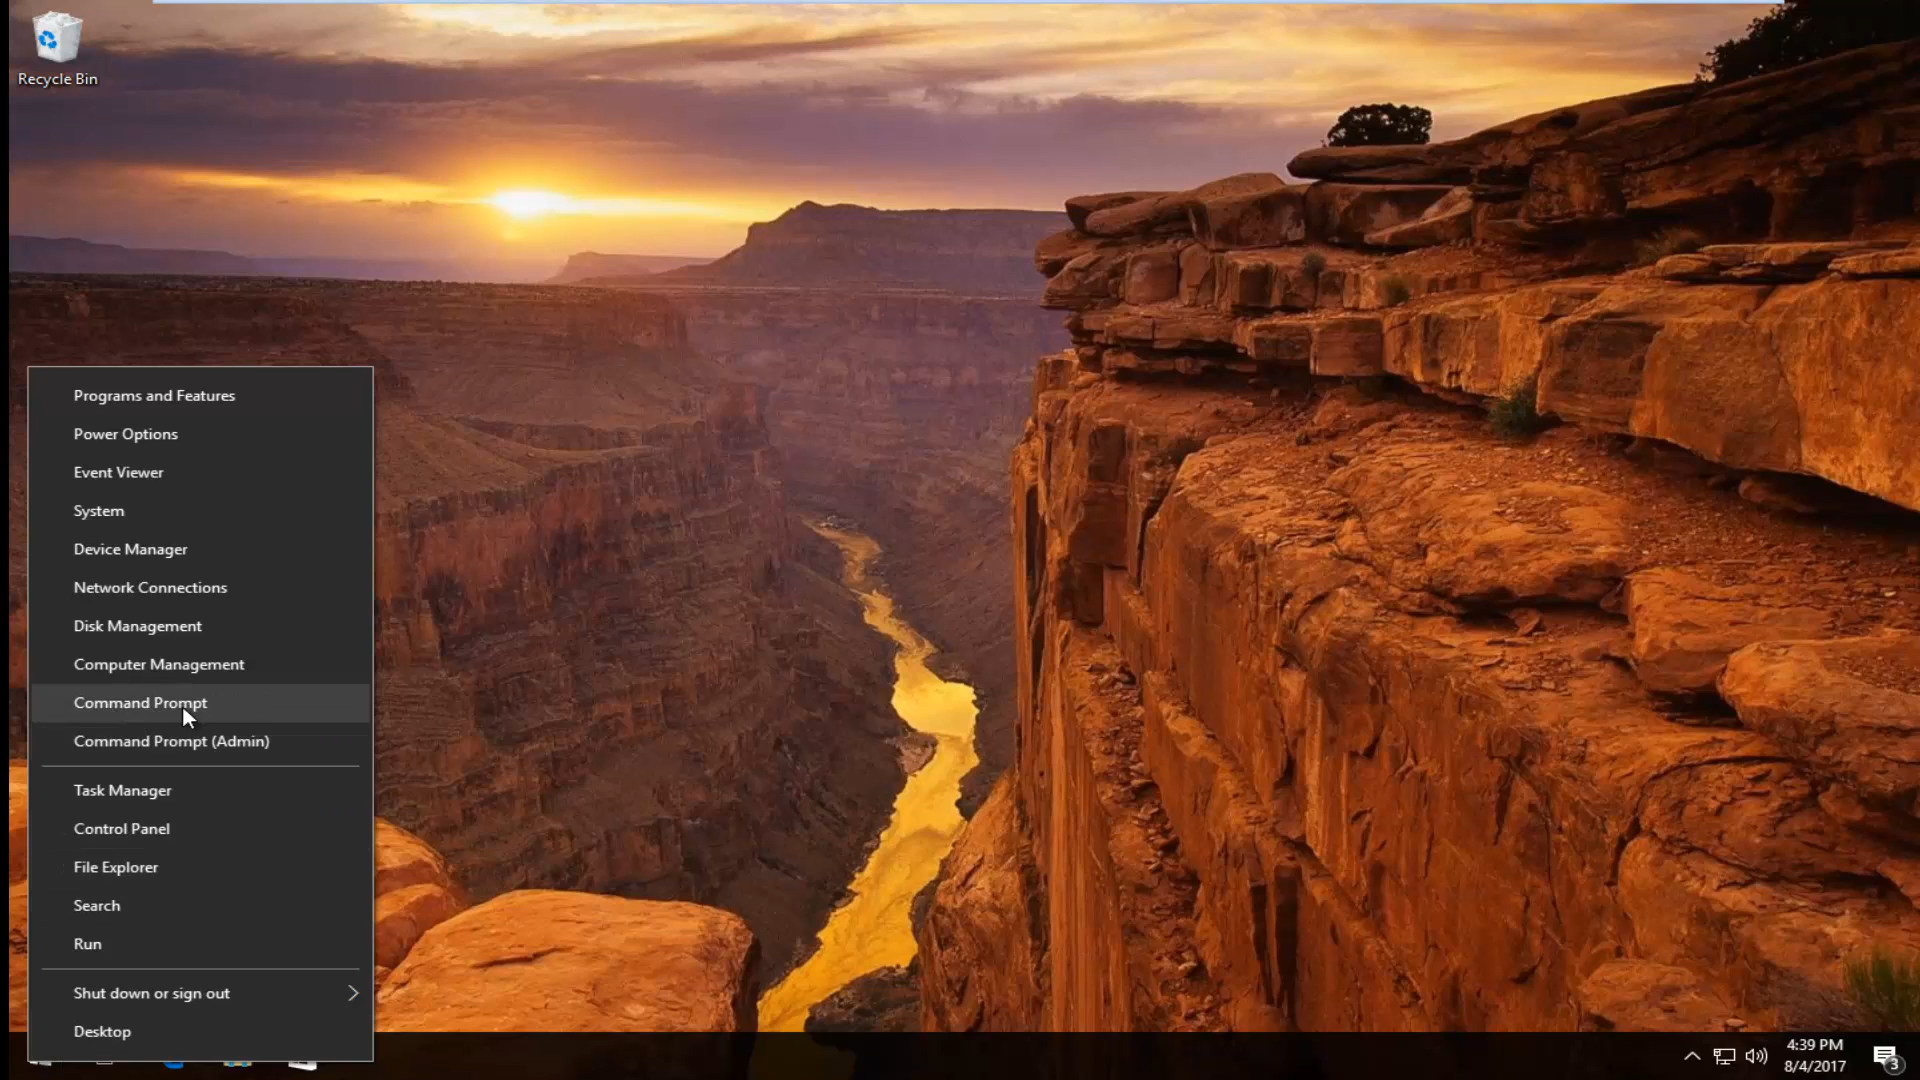 Recycle Bin
Programs and Features
Power Options
Event Viewer
System
Device Manager
Network Connections
Disk Management
Computer Management
Command Prompt
Command Prompt (Admin)
Task Manager
Control Panel
File Explorer
Search
Run
Shut down or sign out
Desktop
4:39 PM
8/4/2017
3